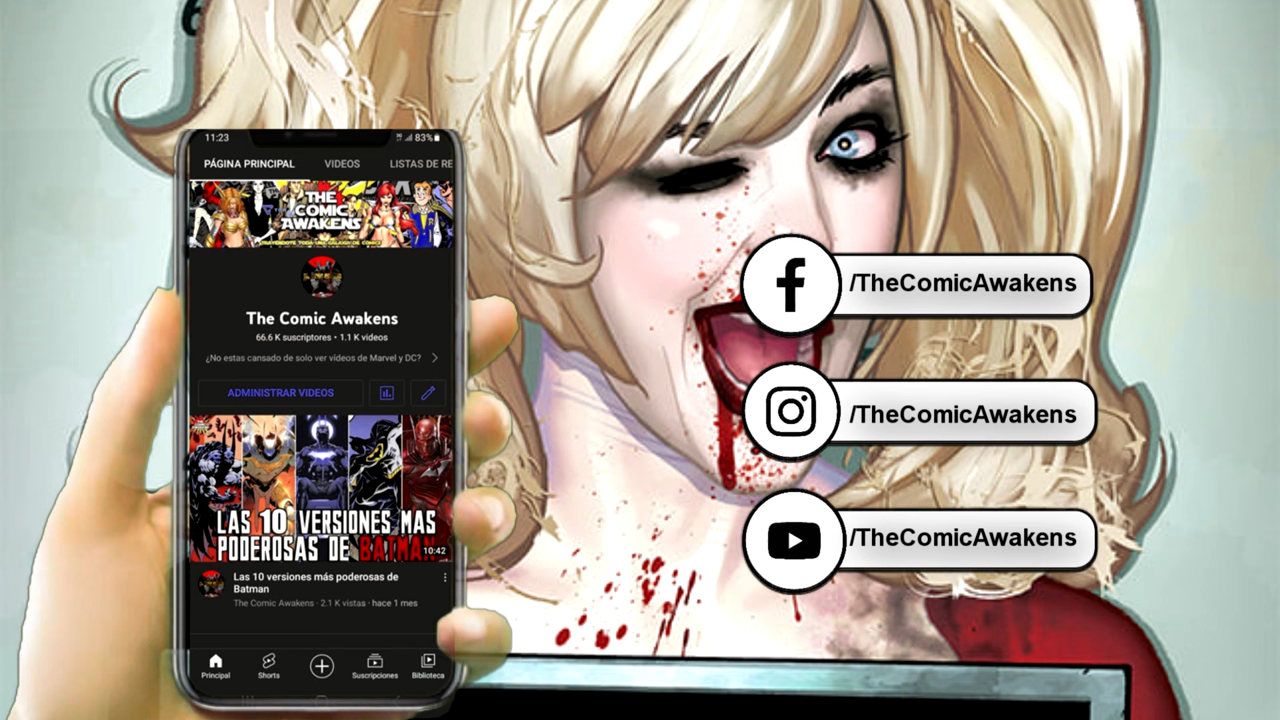 11:23
83%
PÁGINA PRINCIPAL VIDEOS LISTAS DE RE
THE
COMIC
AWAKENS
The Comic Awakens
66.6 K suscriptores • 1.1 K videos
¿No estas cansado de solo ver vídeos de Marvel y DC?
ADMINISTRAR VIDEOS
LAS 10 VERSIONES MAS
PODEROSAS DE BATMAN
10:42
Las 10 versiones más poderosas de
Batman
The Comic Awakens · 2.1 K vistas · hace 1 mes
Principal Shorts Suscripciones Biblioteca
/TheComicAwakens
/TheComicAwakens
/TheComicAwakens